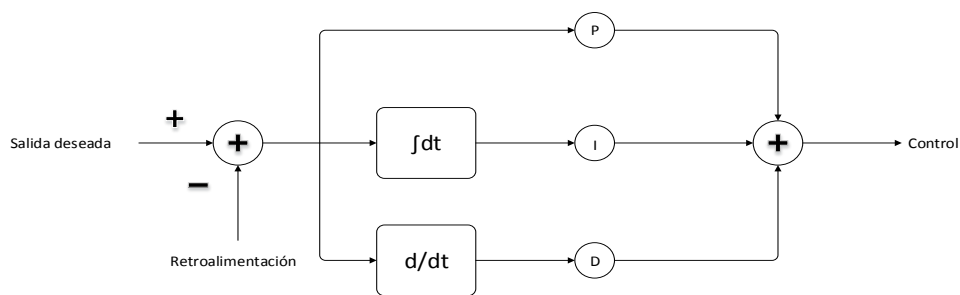 P
+
Salida deseada
+
∫dt
I
+
Control
−
Retroalimentación
d/dt
D